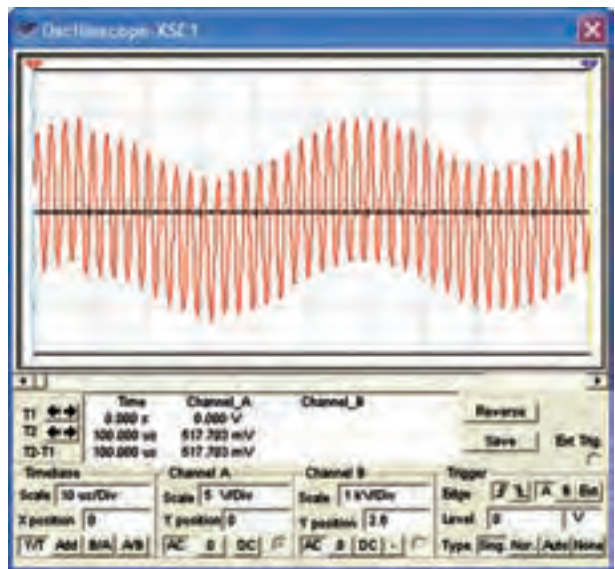 Oscilloscope-XSC1
Time Channel_A Channel_B
T1 0.000 s 0.000 V
T2 100.000 us 517.703 mV
T2-T1 100.000 us 517.703 mV
Reverse
Save
Ext Trig
Timebase
Scale 10 us/Div
X position 0
Y/T Add B/A A/B
Channel A
Scale 5 V/Div
Y position 0
AC 0 DC
Channel B
Scale 1 kV/Div
Y position 2.0
AC 0 DC -
Trigger
Edge A B Ext
Level 0 V
Type Sing. Nor. Auto None